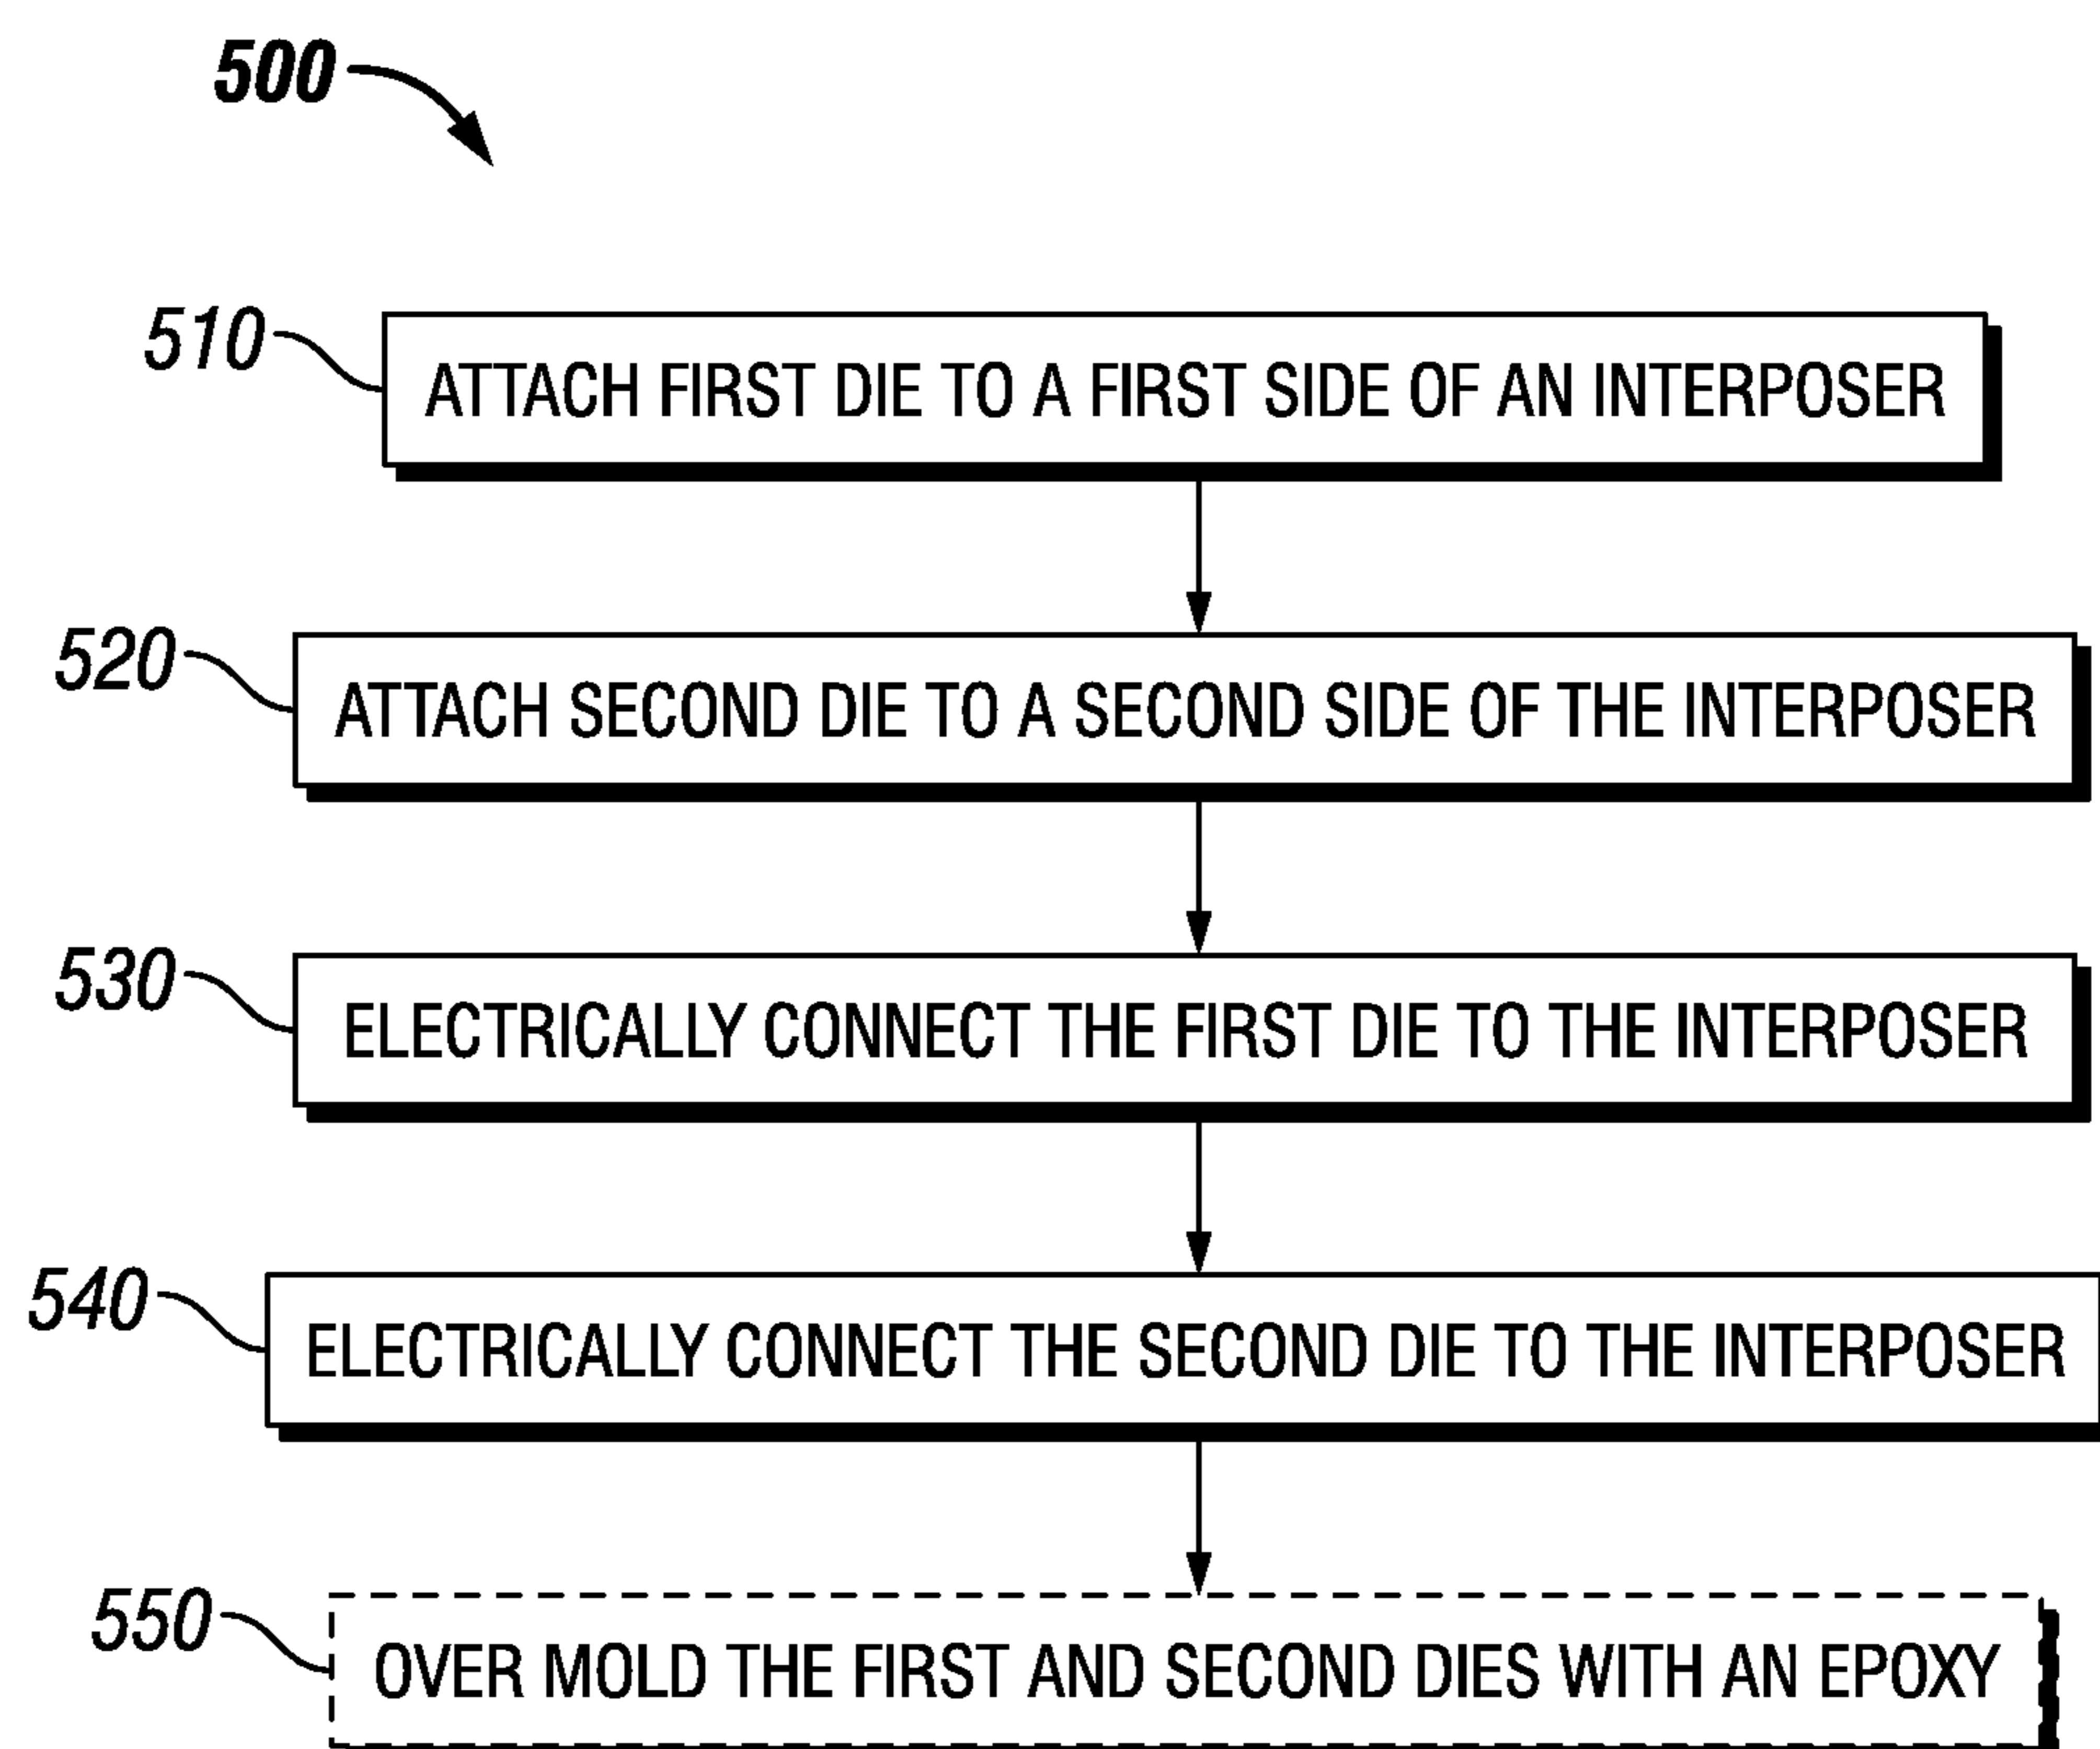 500
510
ATTACH FIRST DIE TO A FIRST SIDE OF AN INTERPOSER
520
ATTACH SECOND DIE TO A SECOND SIDE OF THE INTERPOSER
530
ELECTRICALLY CONNECT THE FIRST DIE TO THE INTERPOSER
540
ELECTRICALLY CONNECT THE SECOND DIE TO THE INTERPOSER
550
OVER MOLD THE FIRST AND SECOND DIES WITH AN EPOXY